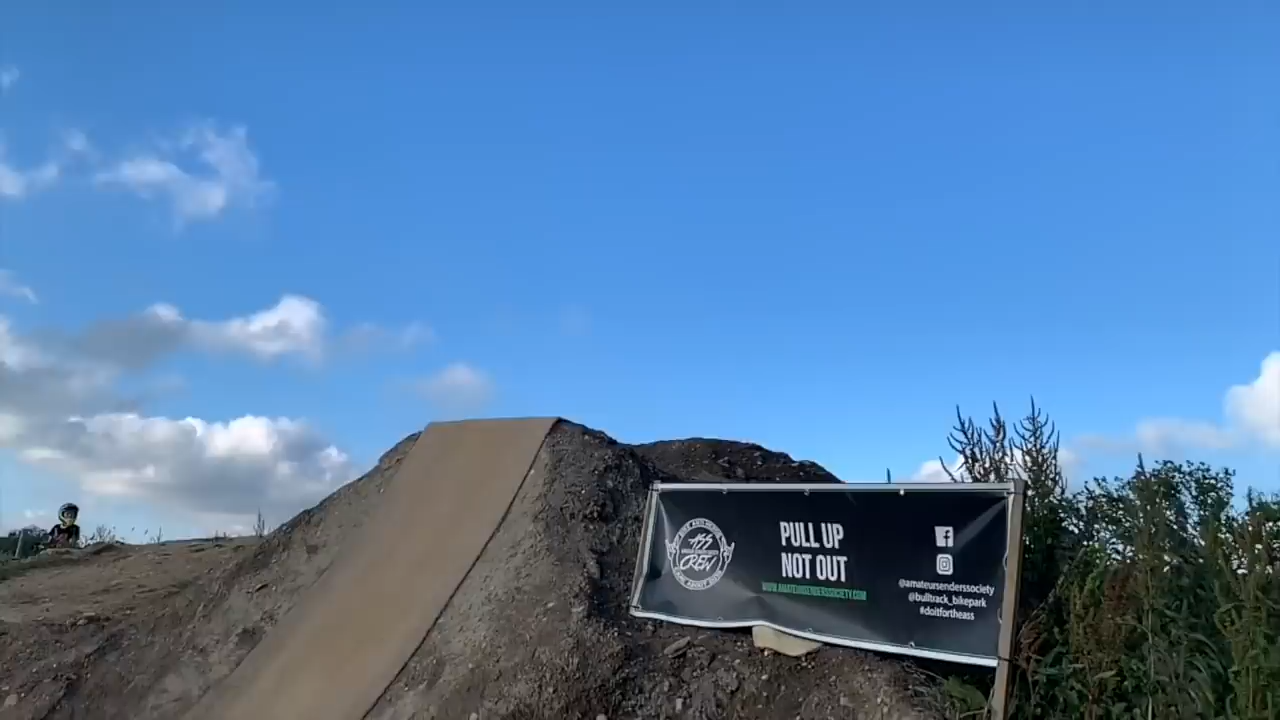 ASS
CREW
PULL UP
NOT OUT
WWW.AMATEURSENDERSSOCIETY.COM
@amateursenderssociety
@bulltrack_bikepark
#doitfortheass